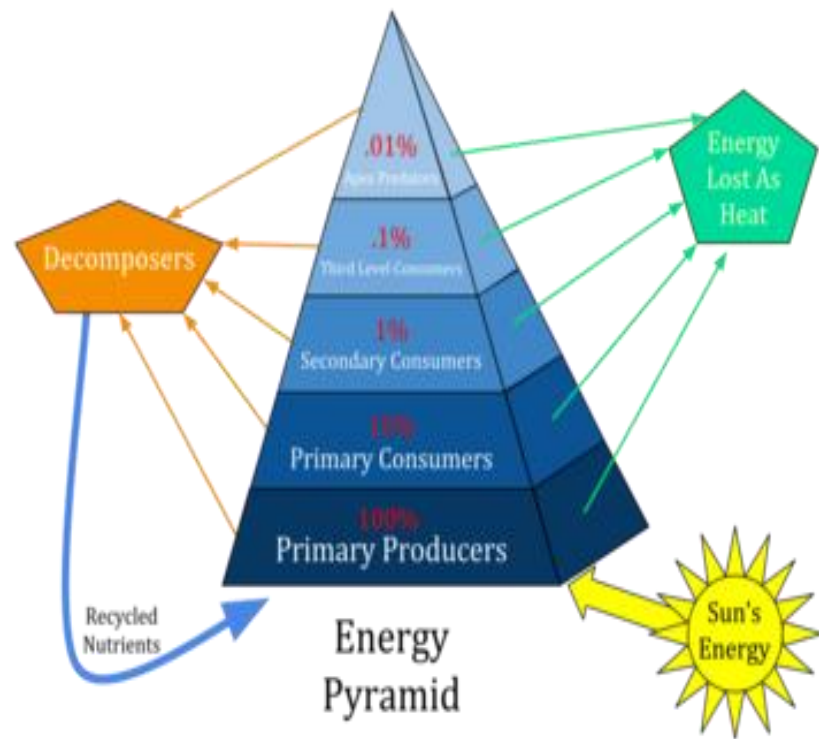 .01%
Apex Predators
.1%
Third Level Consumers
1%
Secondary Consumers
10%
Primary Consumers
100%
Primary Producers
Decomposers
Energy
Lost As
Heat
Recycled
Nutrients
Sun's
Energy
Energy
Pyramid